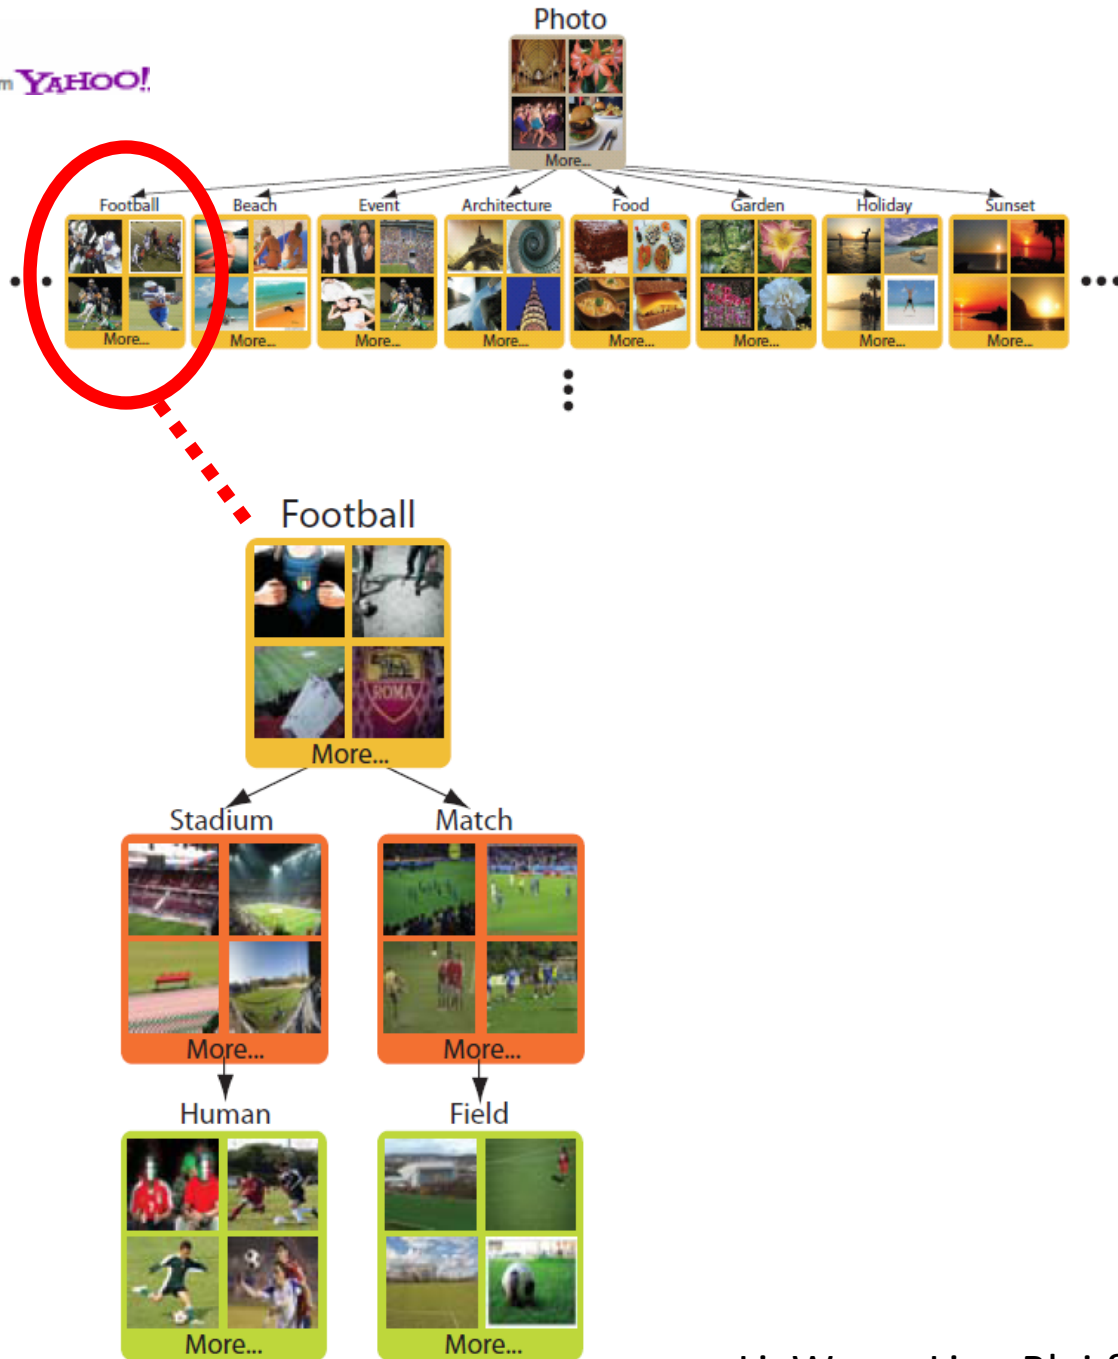 Photo
m YAHOO!
More...
Football Beach Event Architecture Food Garden Holiday Sunset
More... More... More... More... More... More... More... More...
Football
ROMA
More...
Stadium Match
More... More...
Human Field
More... More...